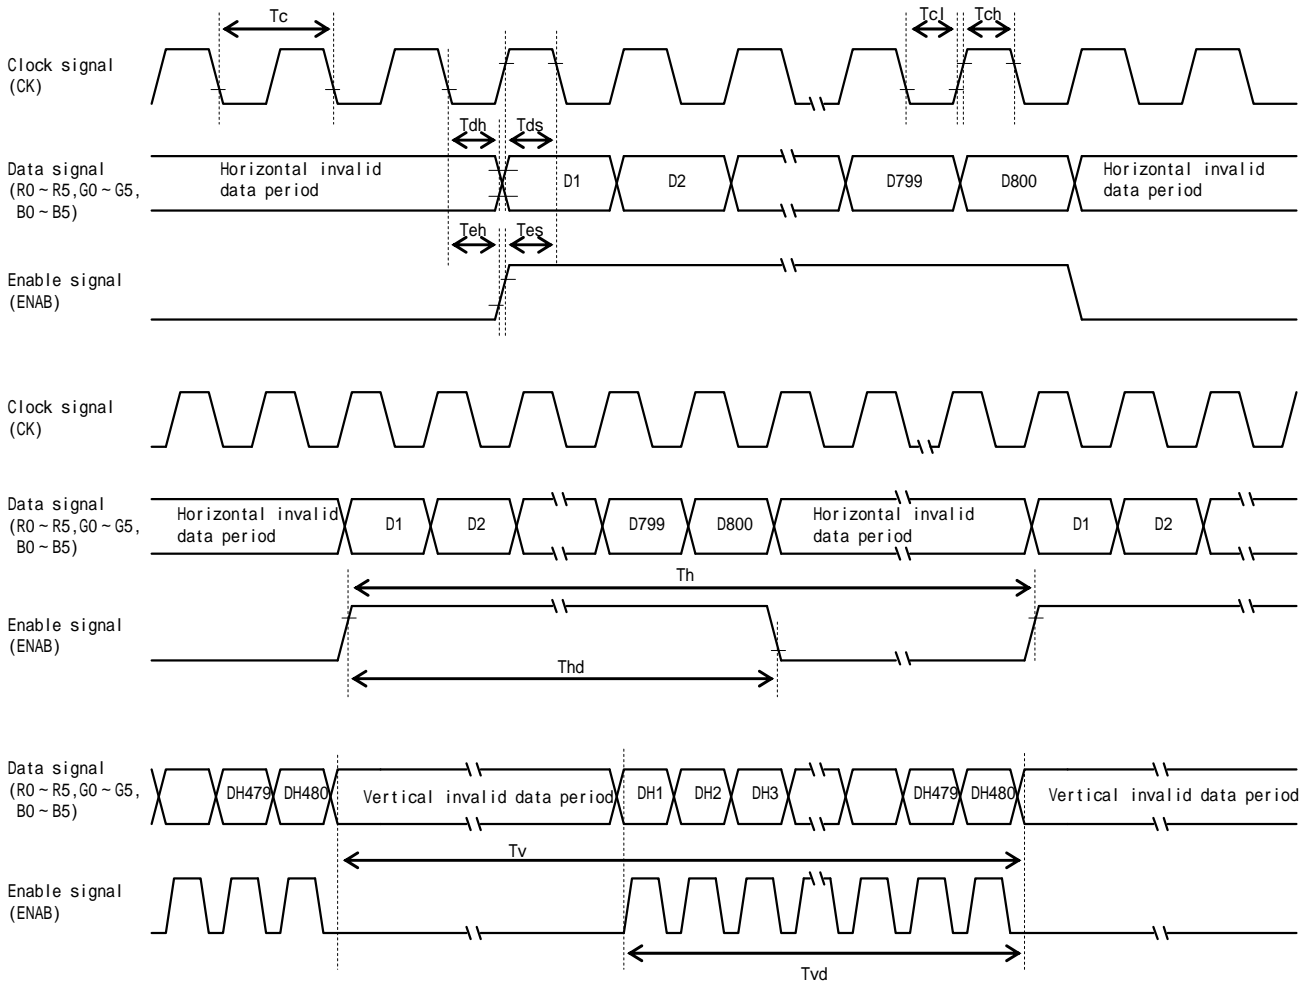 Tc
Tcl
Tch
Clock signal
(CK)
Tdh
Tds
Data signal
(R0～R5,G0～G5,
B0～B5)
Horizontal invalid
data period
D1
D2
D799
D800
Horizontal invalid
data period
Teh
Tes
Enable signal
(ENAB)
Clock signal
(CK)
Data signal
(R0～R5,G0～G5,
B0～B5)
Horizontal invalid
data period
D1
D2
D799
D800
Horizontal invalid
data period
D1
D2
Th
Enable signal
(ENAB)
Thd
Data signal
(R0～R5,G0～G5,
B0～B5)
DH479
DH480
Vertical invalid data period
DH1
DH2
DH3
DH479
DH480
Vertical invalid data period
Tv
Enable signal
(ENAB)
Tvd